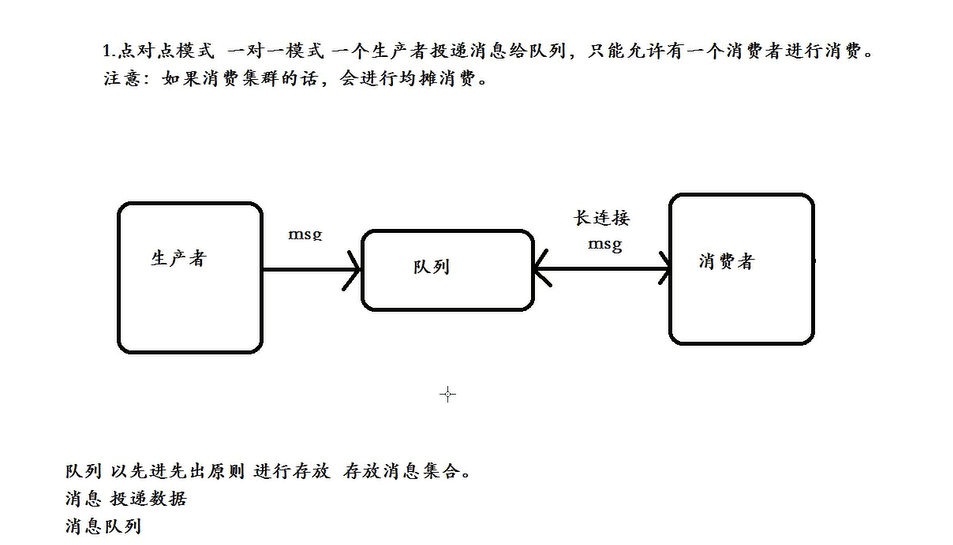 1.点对点模式 一对一模式 一个生产者投递消息给队列，只能允许有一个消费者进行消费。
注意：如果消费集群的话，会进行均摊消费。
生产者
msg
队列
长连接
msg
消费者
队列 以先进先出原则 进行存放 存放消息集合。
消息 投递数据
消息队列